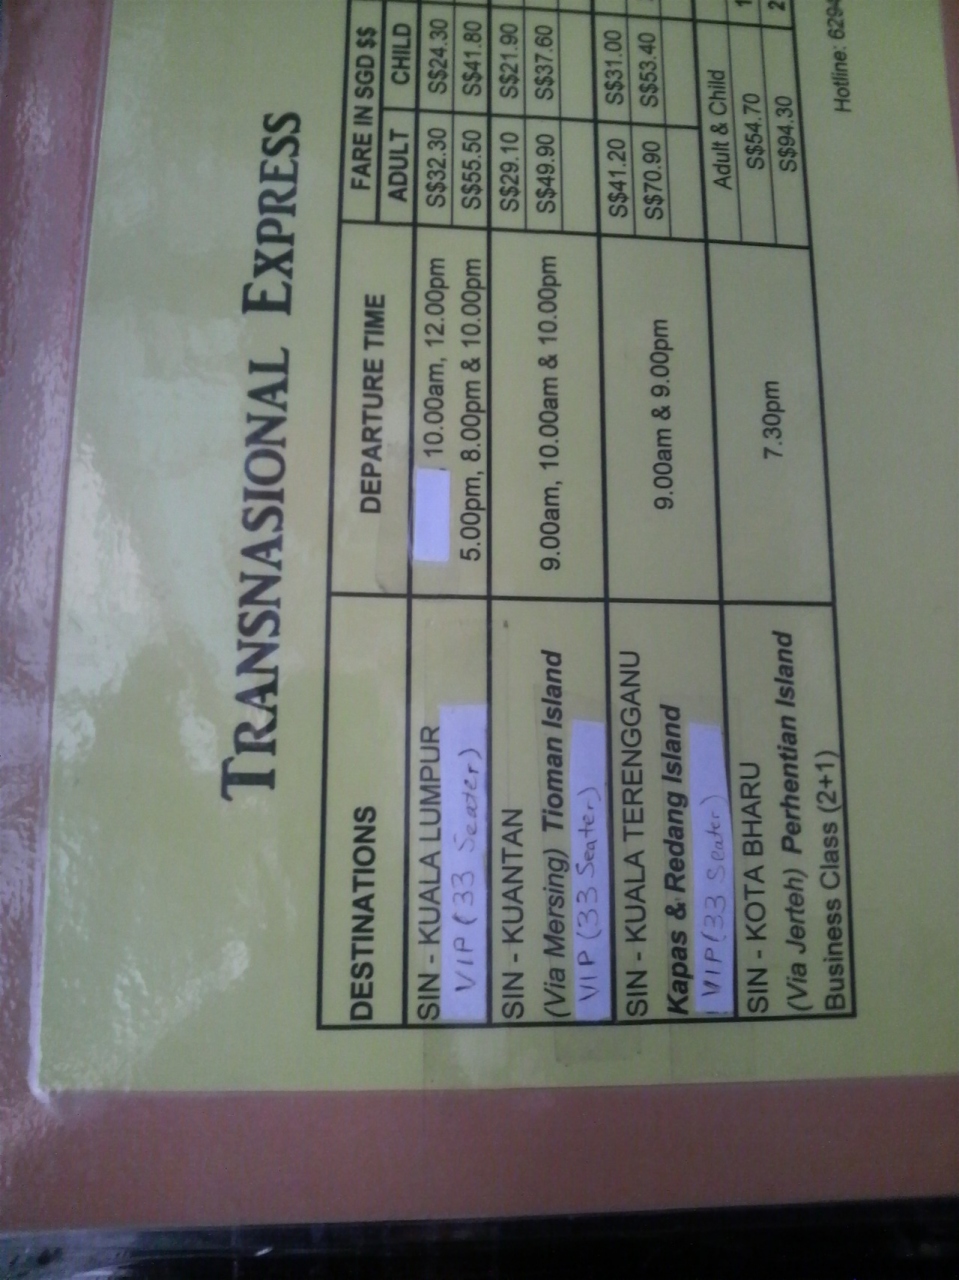 TRANSNASIONAL EXPRESS
DESTINATIONS DEPARTURE TIME FARE IN SGD $$
ADULT CHILD
SIN - KUALA LUMPUR , 10.00am, 12.00pm S$32.30 S$24.30
VIP (33 Seater) 5.00pm, 8.00pm & 10.00pm S$55.50 S$41.80
SIN - KUANTAN S$29.10 S$21.90
(Via Mersing) Tioman Island 9.00am, 10.00am & 10.00pm S$49.90 S$37.60
VIP (33 Seater)
SIN - KUALA TERENGGANU S$41.20 S$31.00
Kapas & Redang Island 9.00am & 9.00pm S$70.90 S$53.40
VIP (33 Seater)
SIN - KOTA BHARU Adult & Child
(Via Jerteh) Perhentian Island 7.30pm S$54.70 1
Business Class (2+1) S$94.30 2
Hotline: 6294